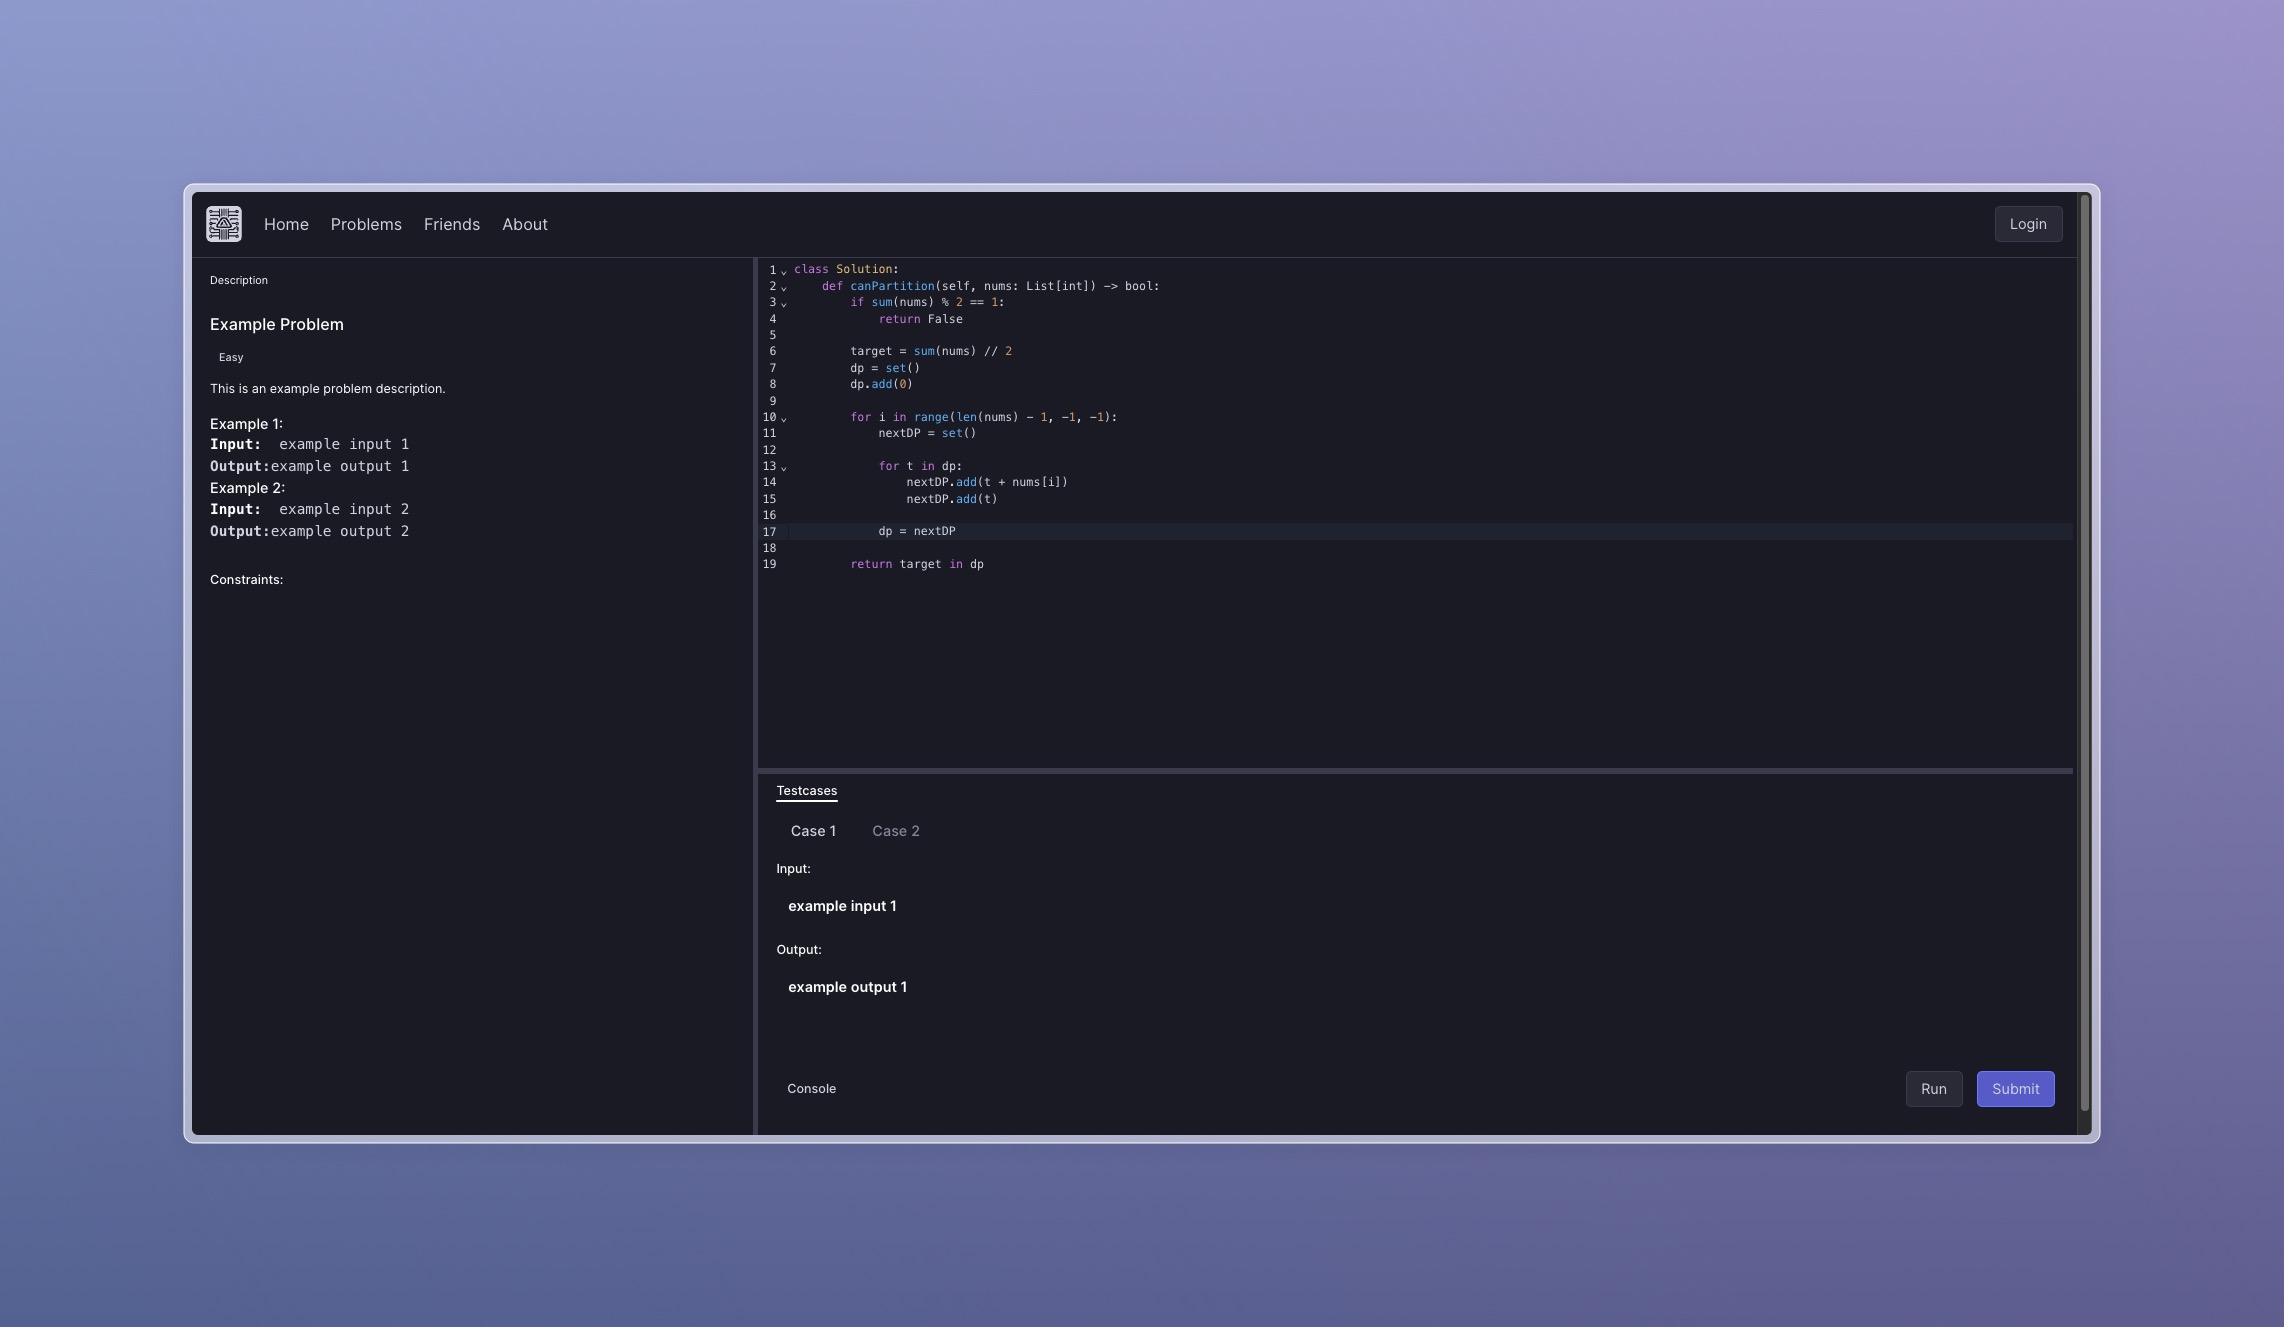 Home Problems Friends About Login
Description
Example Problem
Easy
This is an example problem description.
Example 1:
Input: example input 1
Output:example output 1
Example 2:
Input: example input 2
Output:example output 2
Constraints:
1 class Solution:
2     def canPartition(self, nums: List[int]) -> bool:
3         if sum(nums) % 2 == 1:
4             return False
5
6         target = sum(nums) // 2
7         dp = set()
8         dp.add(0)
9
10         for i in range(len(nums) - 1, -1, -1):
11             nextDP = set()
12
13             for t in dp:
14                 nextDP.add(t + nums[i])
15                 nextDP.add(t)
16
17             dp = nextDP
18
19         return target in dp
Testcases
Case 1 Case 2
Input:
example input 1
Output:
example output 1
Console Run Submit